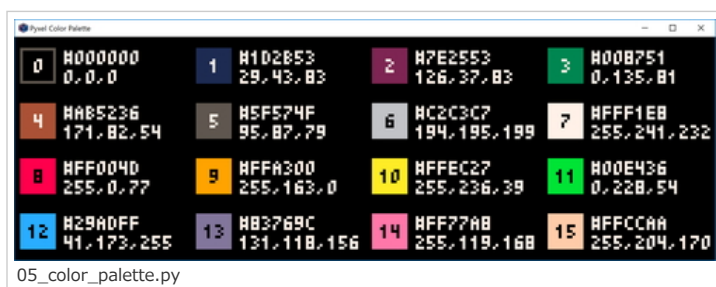 Pyxel Color Palette
0 #000000 1 #1D2B53 2 #7E2553 3 #008751
0,0,0 29,43,83 126,37,83 0,135,81
4 #AB5236 5 #5F574F 6 #C2C3C7 7 #FFF1E8
171,82,54 95,87,79 194,195,199 255,241,232
8 #FF004D 9 #FFA300 10 #FFEC27 11 #00E436
255,0,77 255,163,0 255,236,39 0,228,54
12 #29ADFF 13 #83769C 14 #FF77A8 15 #FFCCAA
41,173,255 131,118,156 255,119,168 255,204,170
05_color_palette.py